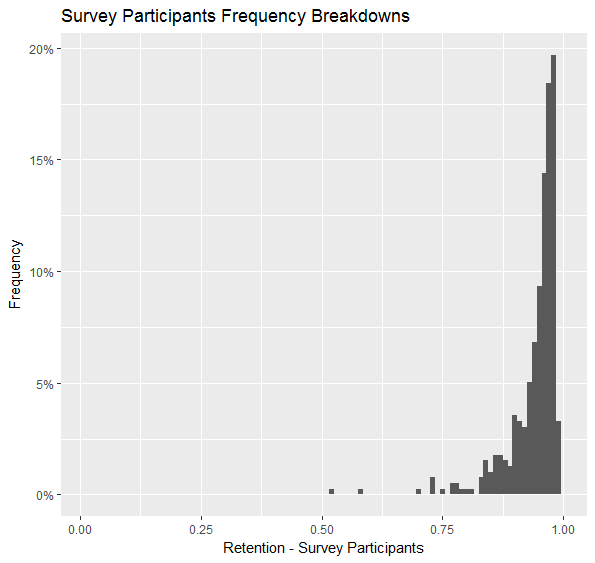 Survey Participants Frequency Breakdowns
20%
15%
10%
5%
0%
Frequency
0.00 0.25 0.50 0.75 1.00
Retention - Survey Participants